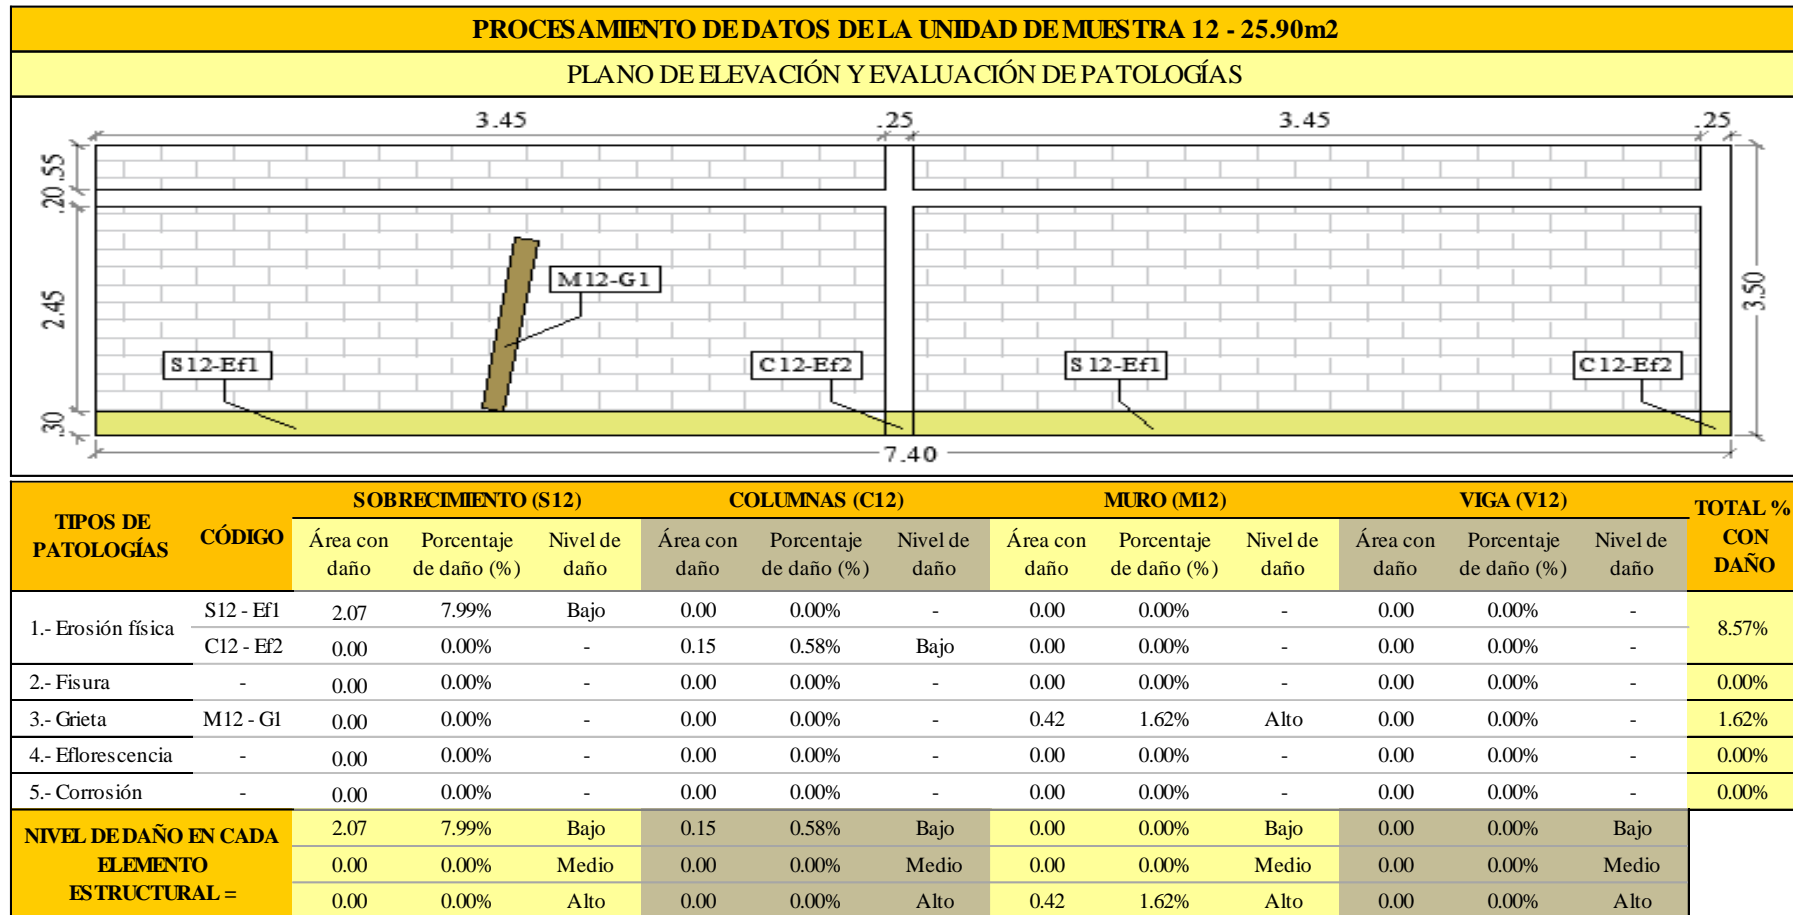 PROCESAMIENTO DE DATOS DE LA UNIDAD DE MUESTRA 12 - 25.90m2
PLANO DE ELEVACIÓN Y EVALUACIÓN DE PATOLOGÍAS
3.45 .25 3.45 .25
.55
.20
2.45
.30
3.50
M12-G1
S12-Ef1 C12-Ef2 S12-Ef1 C12-Ef2
7.40
TIPOS DE PATOLOGÍAS CÓDIGO SOBRECIMIENTO (S12) COLUMNAS (C12) MURO (M12) VIGA (V12) TOTAL % CON DAÑO
Área con daño Porcentaje de daño (%) Nivel de daño Área con daño Porcentaje de daño (%) Nivel de daño Área con daño Porcentaje de daño (%) Nivel de daño Área con daño Porcentaje de daño (%) Nivel de daño
1.- Erosión física S12 - Ef1 2.07 7.99% Bajo 0.00 0.00% - 0.00 0.00% - 0.00 0.00% - 8.57%
C12 - Ef2 0.00 0.00% - 0.15 0.58% Bajo 0.00 0.00% - 0.00 0.00% -
2.- Fisura - 0.00 0.00% - 0.00 0.00% - 0.00 0.00% - 0.00 0.00% - 0.00%
3.- Grieta M12 - G1 0.00 0.00% - 0.00 0.00% - 0.42 1.62% Alto 0.00 0.00% - 1.62%
4.- Eflorescencia - 0.00 0.00% - 0.00 0.00% - 0.00 0.00% - 0.00 0.00% - 0.00%
5.- Corrosión - 0.00 0.00% - 0.00 0.00% - 0.00 0.00% - 0.00 0.00% - 0.00%
NIVEL DE DAÑO EN CADA 2.07 7.99% Bajo 0.15 0.58% Bajo 0.00 0.00% Bajo 0.00 0.00% Bajo
ELEMENTO 0.00 0.00% Medio 0.00 0.00% Medio 0.00 0.00% Medio 0.00 0.00% Medio
ESTRUCTURAL = 0.00 0.00% Alto 0.00 0.00% Alto 0.42 1.62% Alto 0.00 0.00% Alto